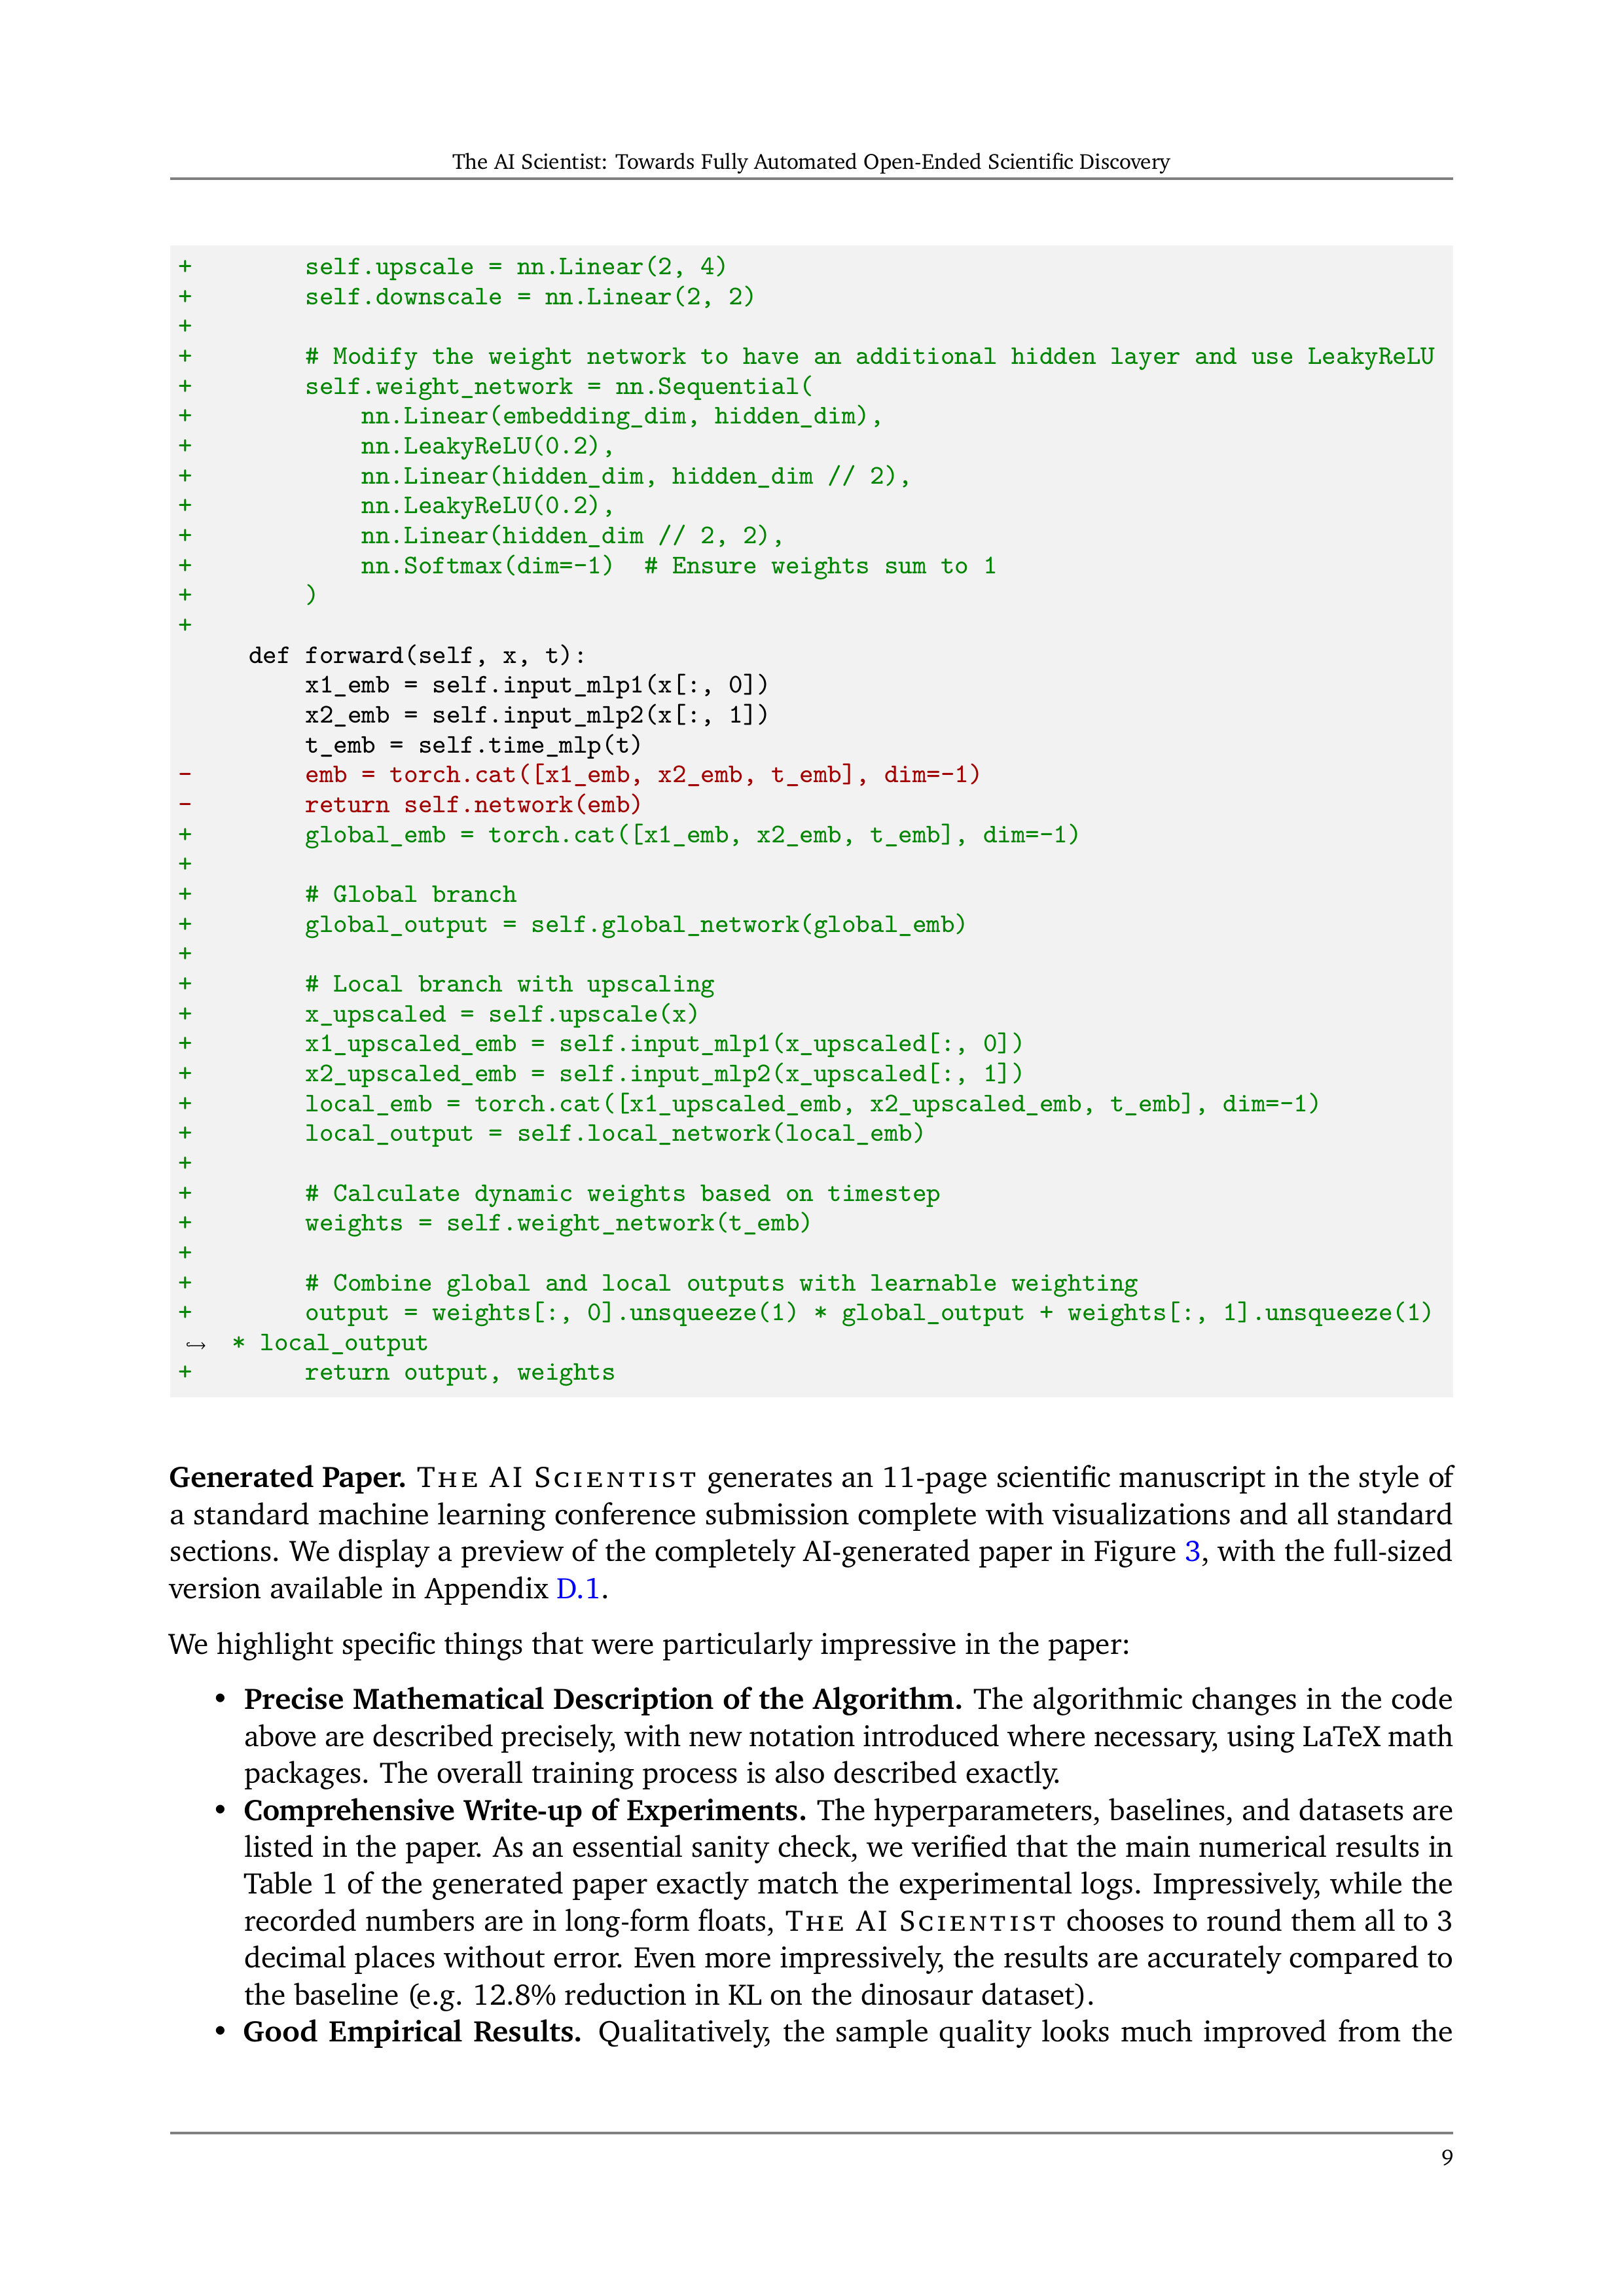 The AI Scientist: Towards Fully Automated Open-Ended Scientific Discovery
+        self.upscale = nn.Linear(2, 4)
+        self.downscale = nn.Linear(2, 2)
+
+        # Modify the weight network to have an additional hidden layer and use LeakyReLU
+        self.weight_network = nn.Sequential(
+            nn.Linear(embedding_dim, hidden_dim),
+            nn.LeakyReLU(0.2),
+            nn.Linear(hidden_dim, hidden_dim // 2),
+            nn.LeakyReLU(0.2),
+            nn.Linear(hidden_dim // 2, 2),
+            nn.Softmax(dim=-1)  # Ensure weights sum to 1
+        )
+
     def forward(self, x, t):
         x1_emb = self.input_mlp1(x[:, 0])
         x2_emb = self.input_mlp2(x[:, 1])
         t_emb = self.time_mlp(t)
-        emb = torch.cat([x1_emb, x2_emb, t_emb], dim=-1)
-        return self.network(emb)
+        global_emb = torch.cat([x1_emb, x2_emb, t_emb], dim=-1)
+
+        # Global branch
+        global_output = self.global_network(global_emb)
+
+        # Local branch with upscaling
+        x_upscaled = self.upscale(x)
+        x1_upscaled_emb = self.input_mlp1(x_upscaled[:, 0])
+        x2_upscaled_emb = self.input_mlp2(x_upscaled[:, 1])
+        local_emb = torch.cat([x1_upscaled_emb, x2_upscaled_emb, t_emb], dim=-1)
+        local_output = self.local_network(local_emb)
+
+        # Calculate dynamic weights based on timestep
+        weights = self.weight_network(t_emb)
+
+        # Combine global and local outputs with learnable weighting
+        output = weights[:, 0].unsqueeze(1) * global_output + weights[:, 1].unsqueeze(1)
↪  * local_output
+        return output, weights
Generated Paper. THE AI SCIENTIST generates an 11-page scientific manuscript in the style of
a standard machine learning conference submission complete with visualizations and all standard
sections. We display a preview of the completely AI-generated paper in Figure 3, with the full-sized
version available in Appendix D.1.
We highlight specific things that were particularly impressive in the paper:
• Precise Mathematical Description of the Algorithm. The algorithmic changes in the code
above are described precisely, with new notation introduced where necessary, using LaTeX math
packages. The overall training process is also described exactly.
• Comprehensive Write-up of Experiments. The hyperparameters, baselines, and datasets are
listed in the paper. As an essential sanity check, we verified that the main numerical results in
Table 1 of the generated paper exactly match the experimental logs. Impressively, while the
recorded numbers are in long-form floats, THE AI SCIENTIST chooses to round them all to 3
decimal places without error. Even more impressively, the results are accurately compared to
the baseline (e.g. 12.8% reduction in KL on the dinosaur dataset).
• Good Empirical Results. Qualitatively, the sample quality looks much improved from the
9